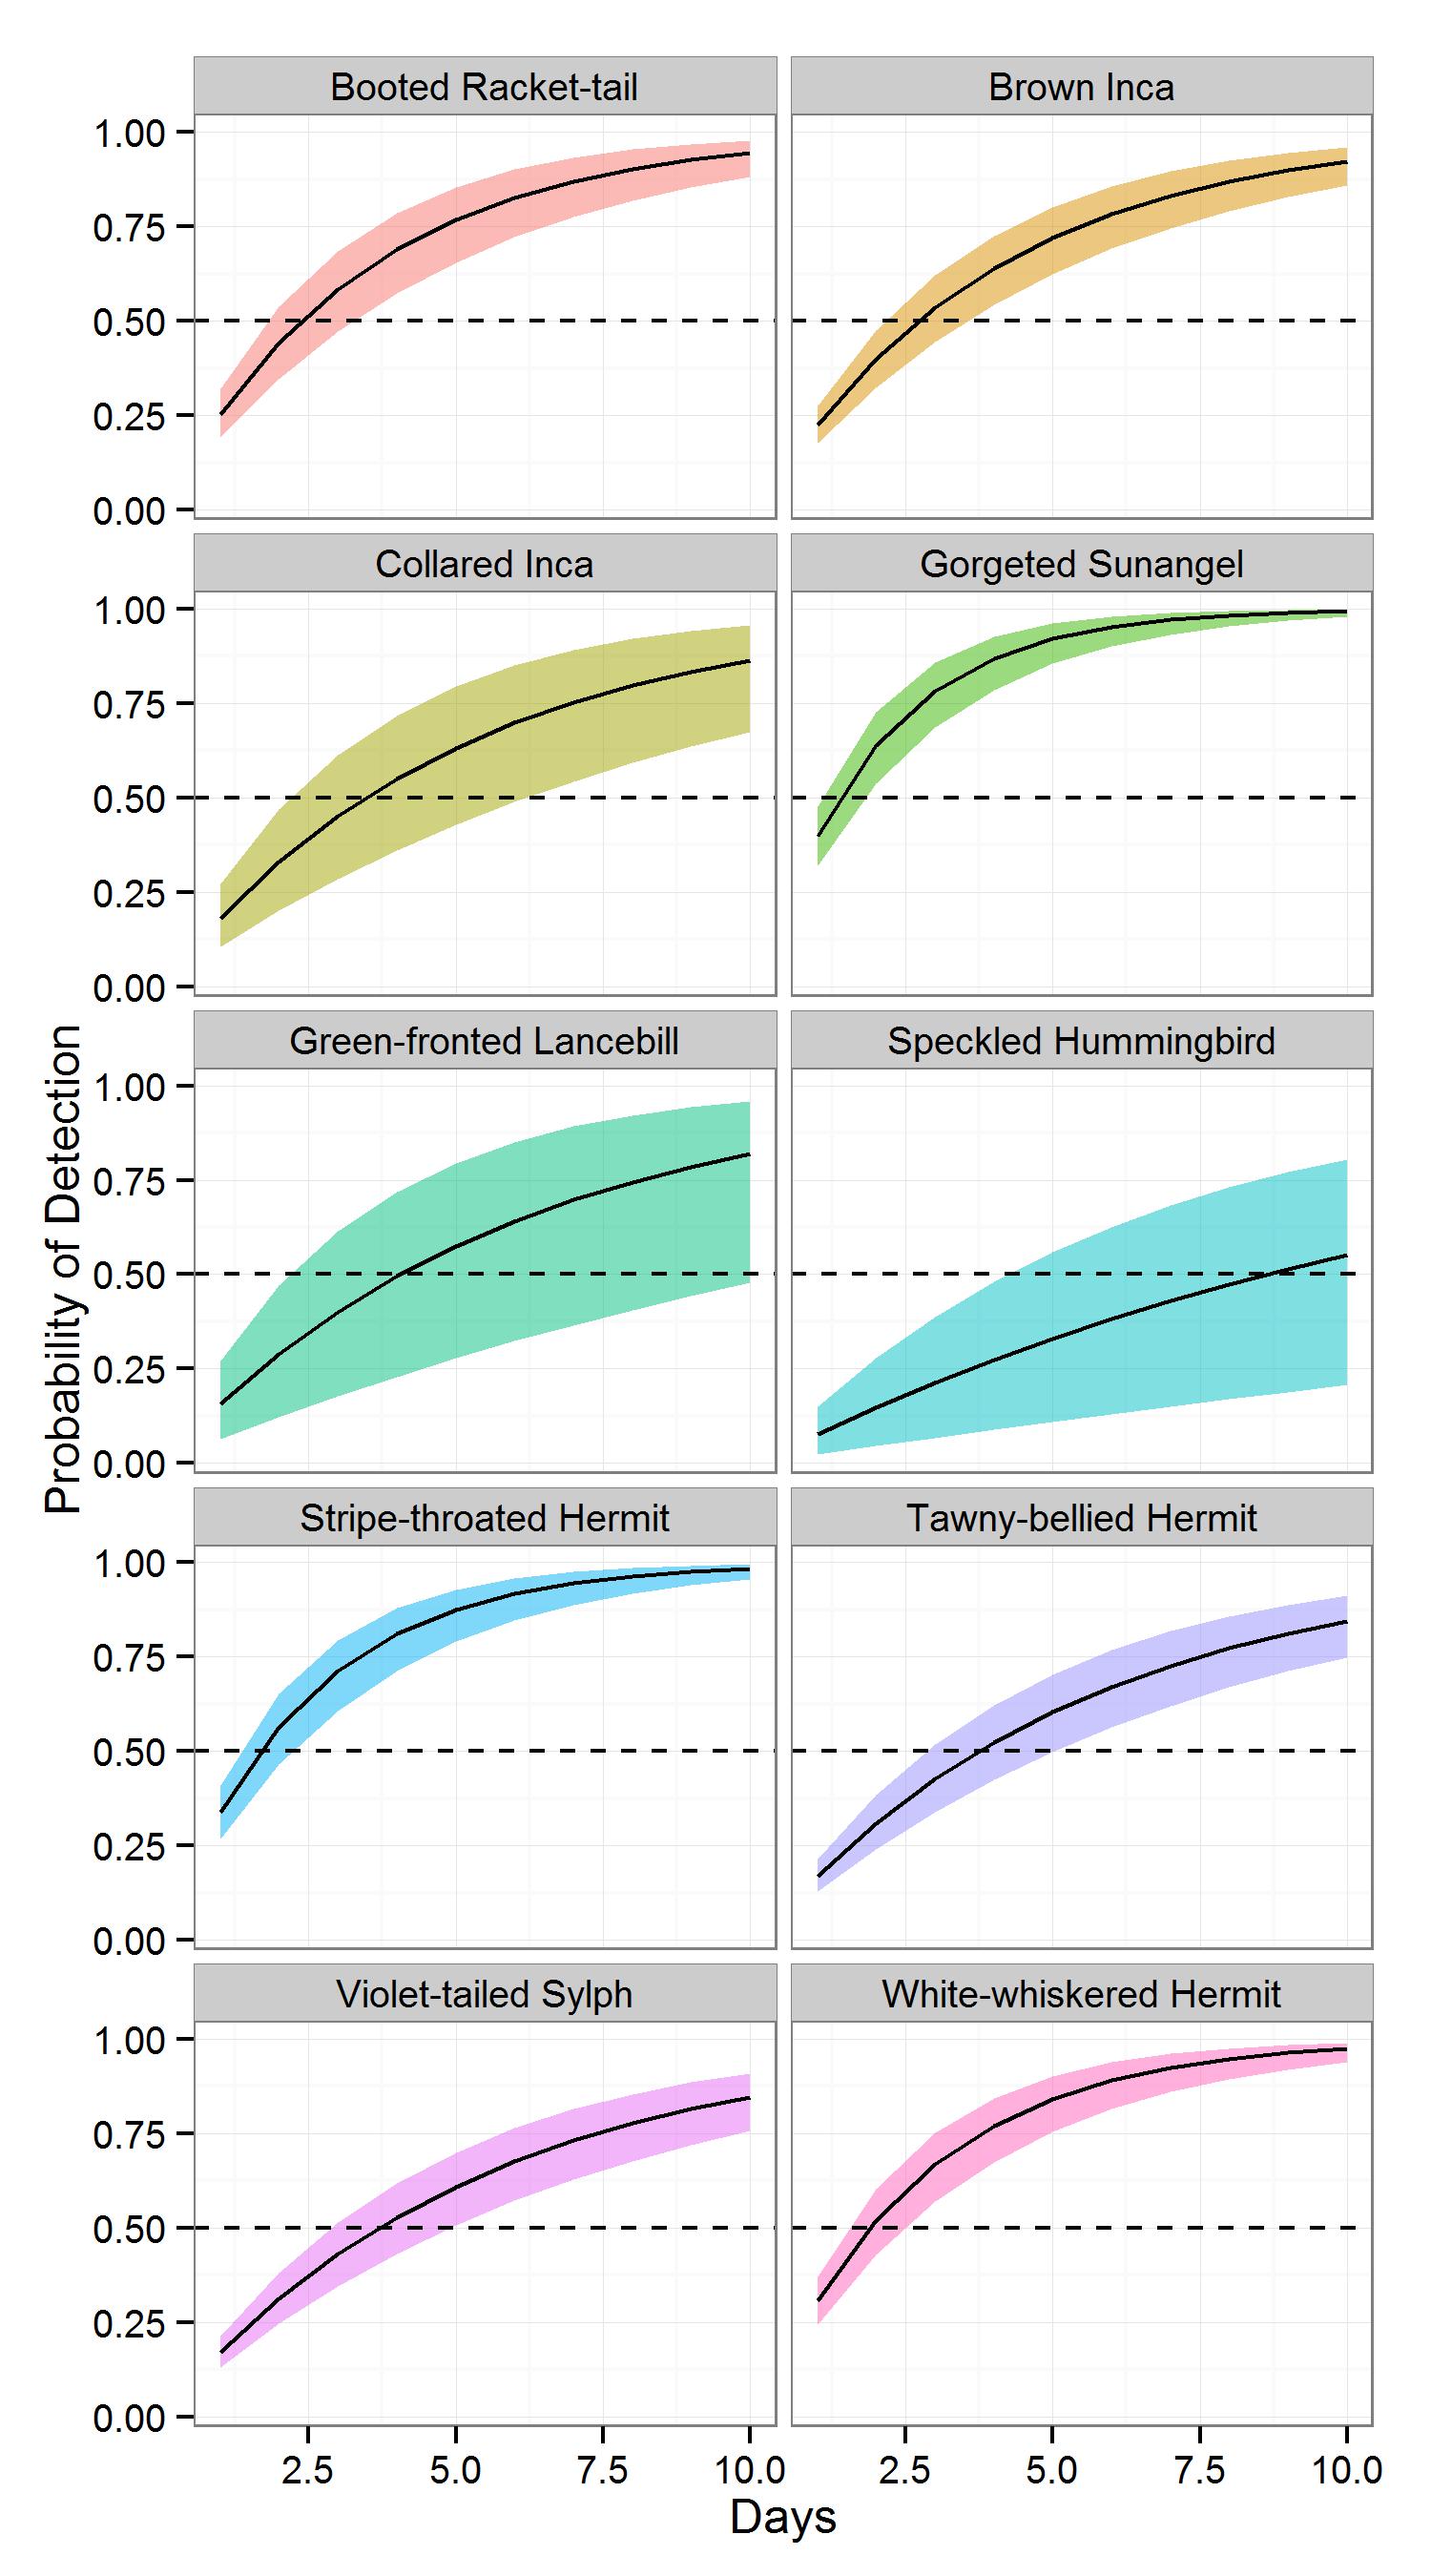 Booted Racket-tail
Brown Inca
1.00
0.75
0.50
0.25
0.00
Collared Inca
Gorgeted Sunangel
1.00
0.75
0.50
0.25
0.00
Green-fronted Lancebill
Speckled Hummingbird
1.00
0.75
0.50
0.25
0.00
Probability of Detection
Stripe-throated Hermit
Tawny-bellied Hermit
1.00
0.75
0.50
0.25
0.00
Violet-tailed Sylph
White-whiskered Hermit
1.00
0.75
0.50
0.25
0.00
2.5 5.0 7.5 10.0 2.5 5.0 7.5 10.0
Days